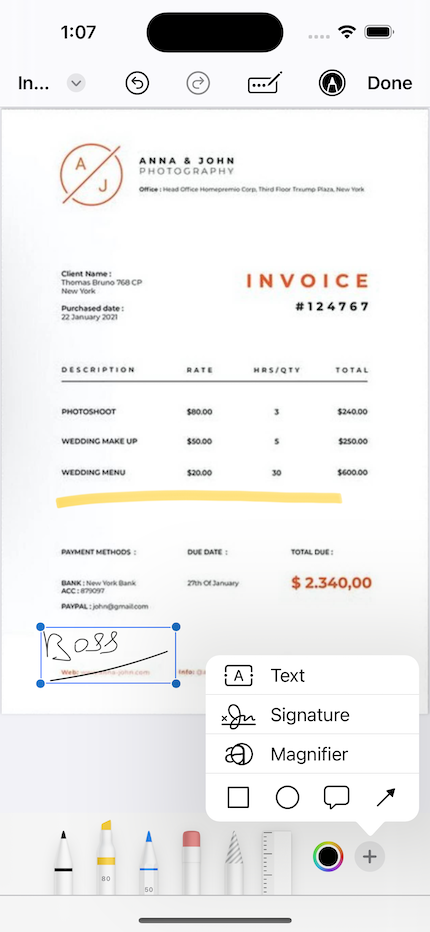 1:07
In... Done
A J
ANNA & JOHN
PHOTOGRAPHY
Office : Head Office Homepremio Corp, Third Floor Trxump Plaza, New York
Client Name :
Thomas Bruno 768 CP
New York
INVOICE
Purchased date :
22 January 2021
#124767
DESCRIPTION RATE HRS/QTY TOTAL
PHOTOSHOOT $80.00 3 $240.00
WEDDING MAKE UP $50.00 5 $250.00
WEDDING MENU $20.00 30 $600.00
PAYMENT METHODS : DUE DATE : TOTAL DUE :
BANK : New York Bank 27th Of January $ 2.340,00
ACC : 879097
PAYPAL : john@gmail.com
Boss
Web: www.anna-john.com Info:
A Text
x Signature
a Magnifier
80
50